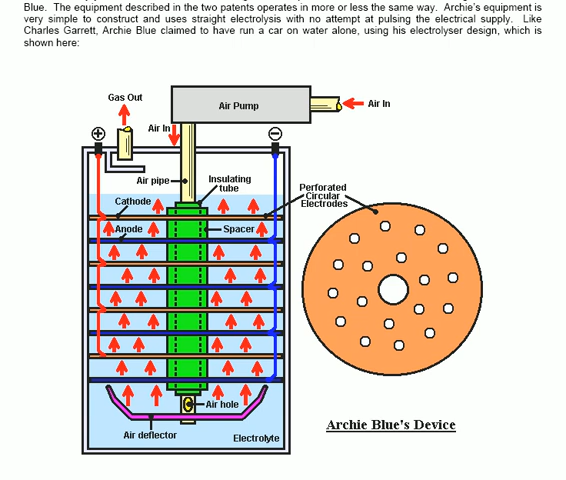 Blue. The equipment described in the two patents operates in more or less the same way. Archie's equipment is
very simple to construct and uses straight electrolysis with no attempt at pulsing the electrical supply. Like
Charles Garrett, Archie Blue claimed to have run a car on water alone, using his electrolyser design, which is
shown here:
Gas Out
Air Pump
Air In
+
Air In
−
Air pipe
Insulating
tube
Perforated
Circular
Electrodes
Cathode
Anode
Spacer
Air hole
Air deflector
Electrolyte
Archie Blue's Device